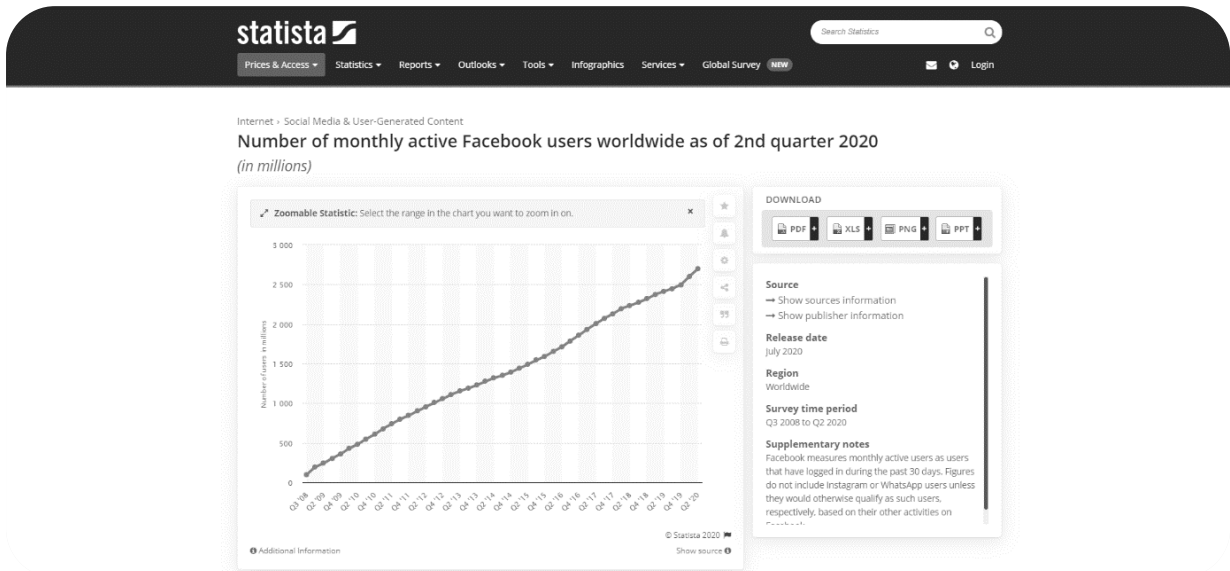 statista
Search Statistics
Prices & Access Statistics Reports Outlooks Tools Infographics Services Global Survey NEW Login
Internet › Social Media & User-Generated Content
Number of monthly active Facebook users worldwide as of 2nd quarter 2020
(in millions)
Zoomable Statistic: Select the range in the chart you want to zoom in on. ×
Number of users in millions
3 000
2 500
2 000
1 500
1 000
500
0
Q3 '08 Q2 '09 Q4 '09 Q2 '10 Q4 '10 Q2 '11 Q4 '11 Q2 '12 Q4 '12 Q2 '13 Q4 '13 Q2 '14 Q4 '14 Q2 '15 Q4 '15 Q2 '16 Q4 '16 Q2 '17 Q4 '17 Q2 '18 Q4 '18 Q2 '19 Q4 '19 Q2 '20
© Statista 2020
Additional Information
Show source
DOWNLOAD
PDF + XLS + PNG + PPT +
Source
→ Show sources information
→ Show publisher information
Release date
July 2020
Region
Worldwide
Survey time period
Q3 2008 to Q2 2020
Supplementary notes
Facebook measures monthly active users as users
that have logged in during the past 30 days. Figures
do not include Instagram or WhatsApp users unless
they would otherwise qualify as such users,
respectively, based on their other activities on